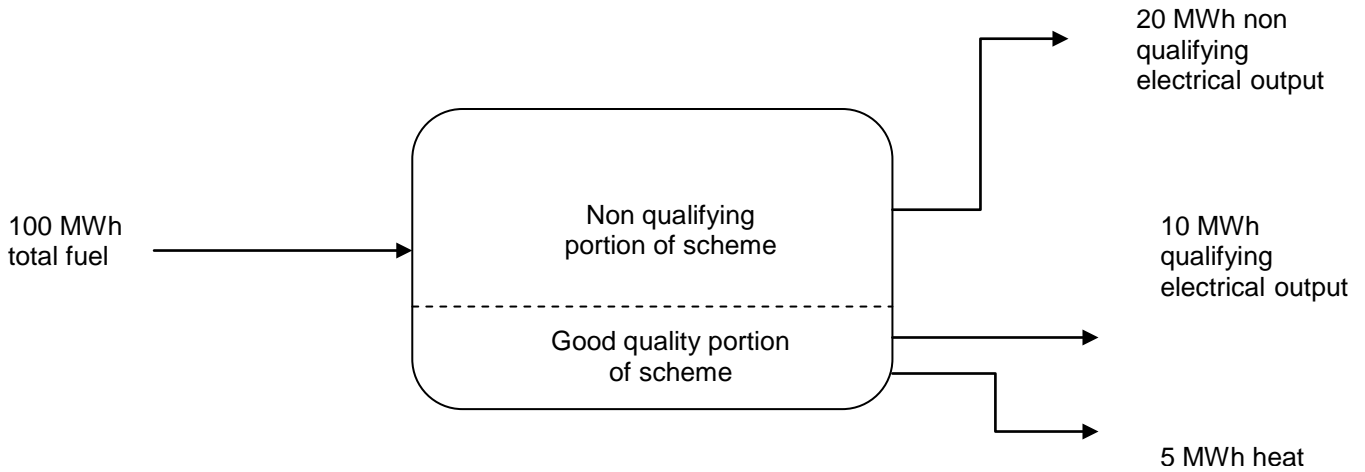 100 MWh
total fuel
Non qualifying
portion of scheme
Good quality portion
of scheme
20 MWh non
qualifying
electrical output
10 MWh
qualifying
electrical output
5 MWh heat